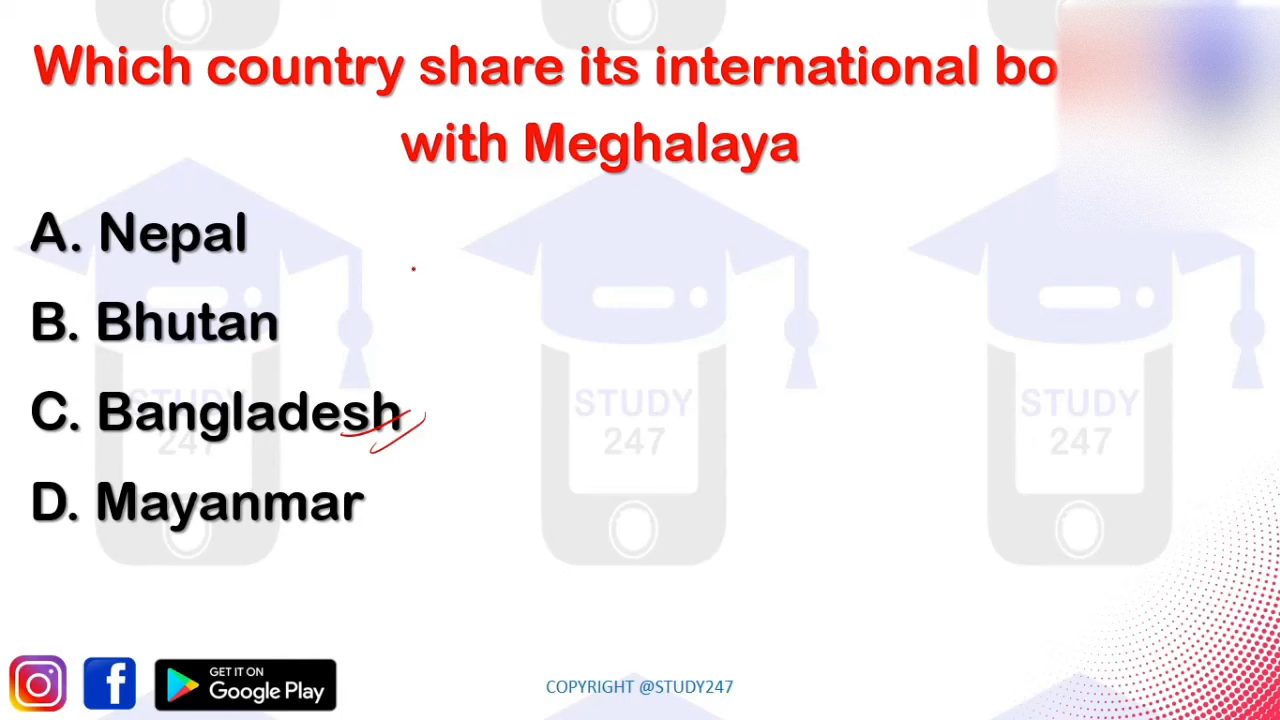 Which country share its international bo
with Meghalaya
A. Nepal
B. Bhutan
C. Bangladesh
D. Mayanmar
STUDY
247
STUDY
247
STUDY
247
GET IT ON
Google Play
COPYRIGHT @STUDY247